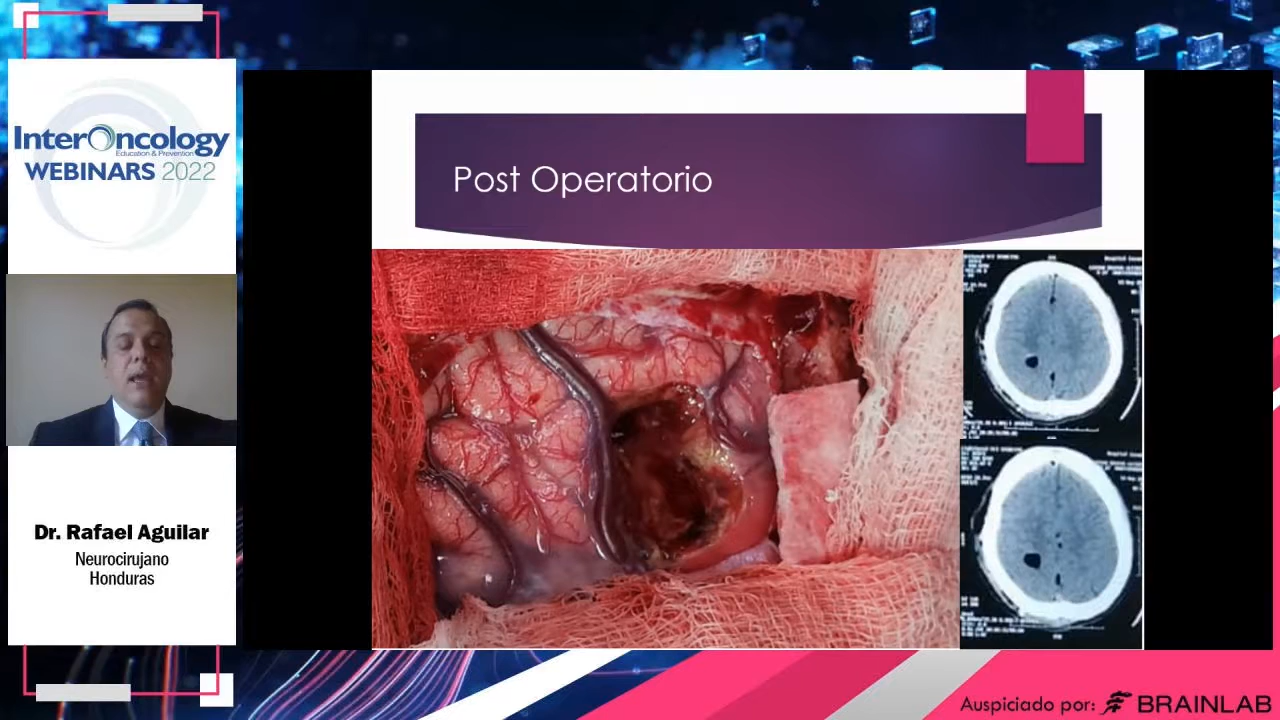 InterOncology
Education & Prevention
WEBINARS 2022
Dr. Rafael Aguilar
Neurocirujano
Honduras
Post Operatorio
Auspiciado por: BRAINLAB